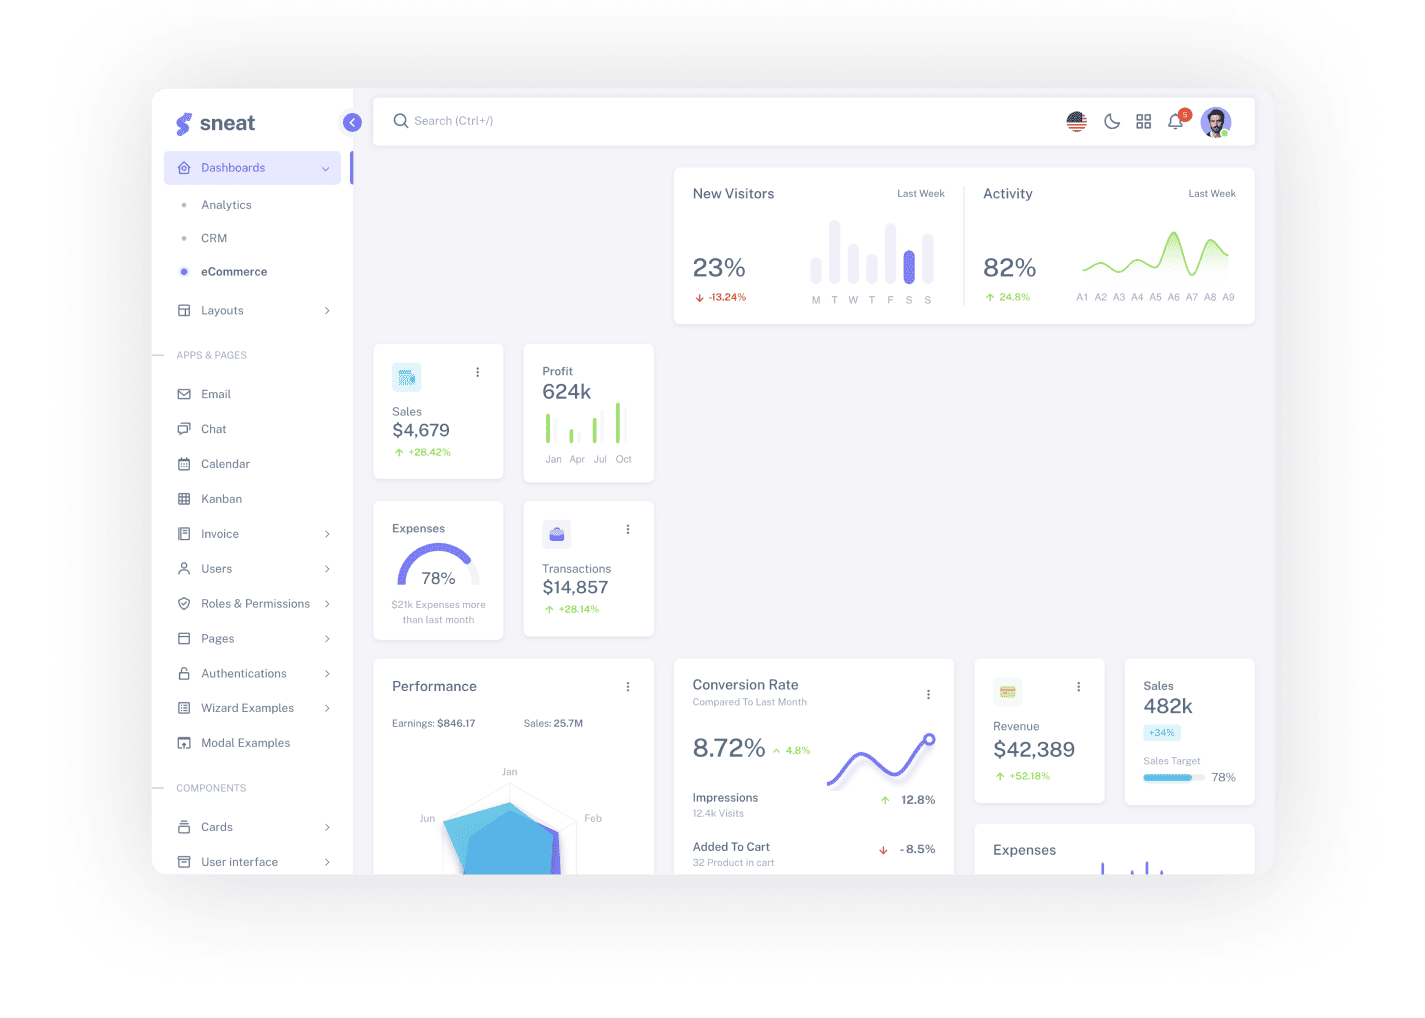 sneat
Search (Ctrl+/)
5
Dashboards
Analytics
CRM
eCommerce
Layouts
APPS & PAGES
Email
Chat
Calendar
Kanban
Invoice
Users
Roles & Permissions
Pages
Authentications
Wizard Examples
Modal Examples
COMPONENTS
Cards
User interface
New Visitors
Last Week
23%
-13.24%
M T W T F S S
Activity
Last Week
82%
24.8%
A1 A2 A3 A4 A5 A6 A7 A8 A9
Sales
$4,679
+28.42%
Profit
624k
Jan Apr Jul Oct
Expenses
78%
$21k Expenses more
than last month
Transactions
$14,857
+28.14%
Performance
Earnings: $846.17
Sales: 25.7M
Jan
Jun
Feb
Conversion Rate
Compared To Last Month
8.72%
4.8%
Impressions
12.4k Visits
12.8%
Added To Cart
32 Product in cart
- 8.5%
Revenue
$42,389
+52.18%
Sales
482k
+34%
Sales Target
78%
Expenses